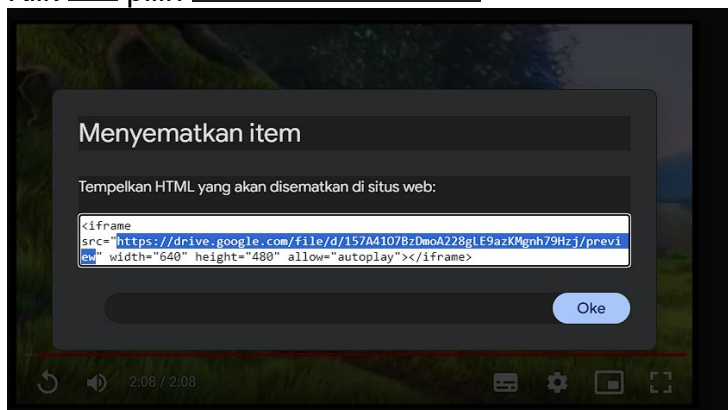 Menyematkan item
Tempelkan HTML yang akan disematkan di situs web:
<iframe
src="https://drive.google.com/file/d/157A41O7BzDmoA228gLE9azKMgnh79Hzj/previ
ew" width="640" height="480" allow="autoplay"></iframe>
Oke
2:08 / 2:08